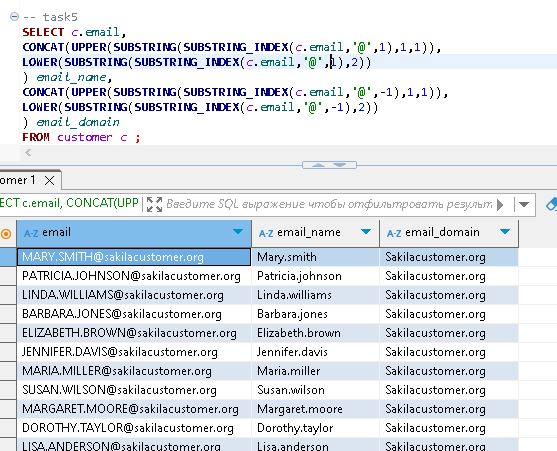 -- task5
SELECT c.email,
CONCAT(UPPER(SUBSTRING(SUBSTRING_INDEX(c.email,'@',1),1,1)),
LOWER(SUBSTRING(SUBSTRING_INDEX(c.email,'@',1),2))
) email_name,
CONCAT(UPPER(SUBSTRING(SUBSTRING_INDEX(c.email,'@',-1),1,1)),
LOWER(SUBSTRING(SUBSTRING_INDEX(c.email,'@',-1),2))
) email_domain
FROM customer c ;
omer 1
ECT c.email, CONCAT(UPP Введите SQL выражение чтобы отфильтровать результ
A-Z email A-Z email_name A-Z email_domain
MARY.SMITH@sakilacustomer.org Mary.smith Sakilacustomer.org
PATRICIA.JOHNSON@sakilacustomer.org Patricia.johnson Sakilacustomer.org
LINDA.WILLIAMS@sakilacustomer.org Linda.williams Sakilacustomer.org
BARBARA.JONES@sakilacustomer.org Barbara.jones Sakilacustomer.org
ELIZABETH.BROWN@sakilacustomer.org Elizabeth.brown Sakilacustomer.org
JENNIFER.DAVIS@sakilacustomer.org Jennifer.davis Sakilacustomer.org
MARIA.MILLER@sakilacustomer.org Maria.miller Sakilacustomer.org
SUSAN.WILSON@sakilacustomer.org Susan.wilson Sakilacustomer.org
MARGARET.MOORE@sakilacustomer.org Margaret.moore Sakilacustomer.org
DOROTHY.TAYLOR@sakilacustomer.org Dorothy.taylor Sakilacustomer.org
LISA.ANDERSON@sakilacustomer.org Lisa.anderson Sakilacustomer.org